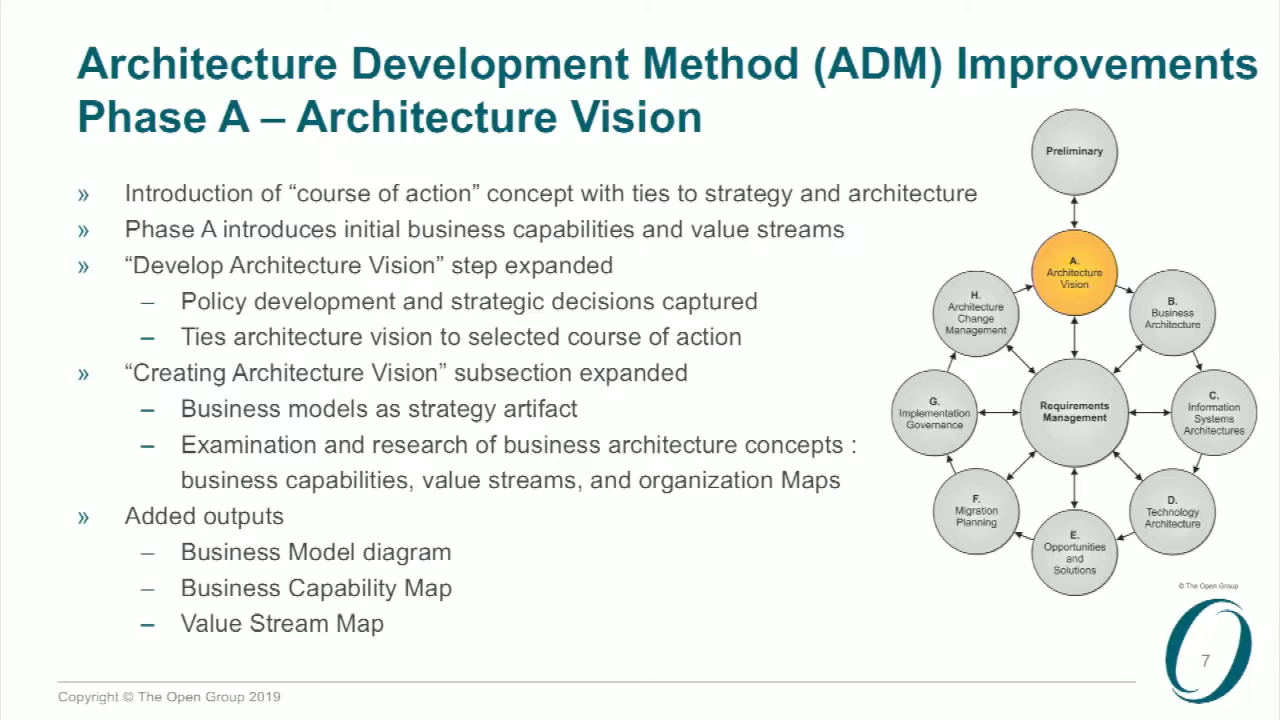 Architecture Development Method (ADM) Improvements
Phase A – Architecture Vision
» Introduction of “course of action” concept with ties to strategy and architecture
» Phase A introduces initial business capabilities and value streams
» “Develop Architecture Vision” step expanded
– Policy development and strategic decisions captured
– Ties architecture vision to selected course of action
» “Creating Architecture Vision” subsection expanded
– Business models as strategy artifact
– Examination and research of business architecture concepts :
business capabilities, value streams, and organization Maps
» Added outputs
– Business Model diagram
– Business Capability Map
– Value Stream Map
Preliminary
A.
Architecture
Vision
B.
Business
Architecture
C.
Information
Systems
Architectures
D.
Technology
Architecture
E.
Opportunities
and
Solutions
F.
Migration
Planning
G.
Implementation
Governance
H.
Architecture
Change
Management
Requirements
Management
© The Open Group
7
Copyright © The Open Group 2019